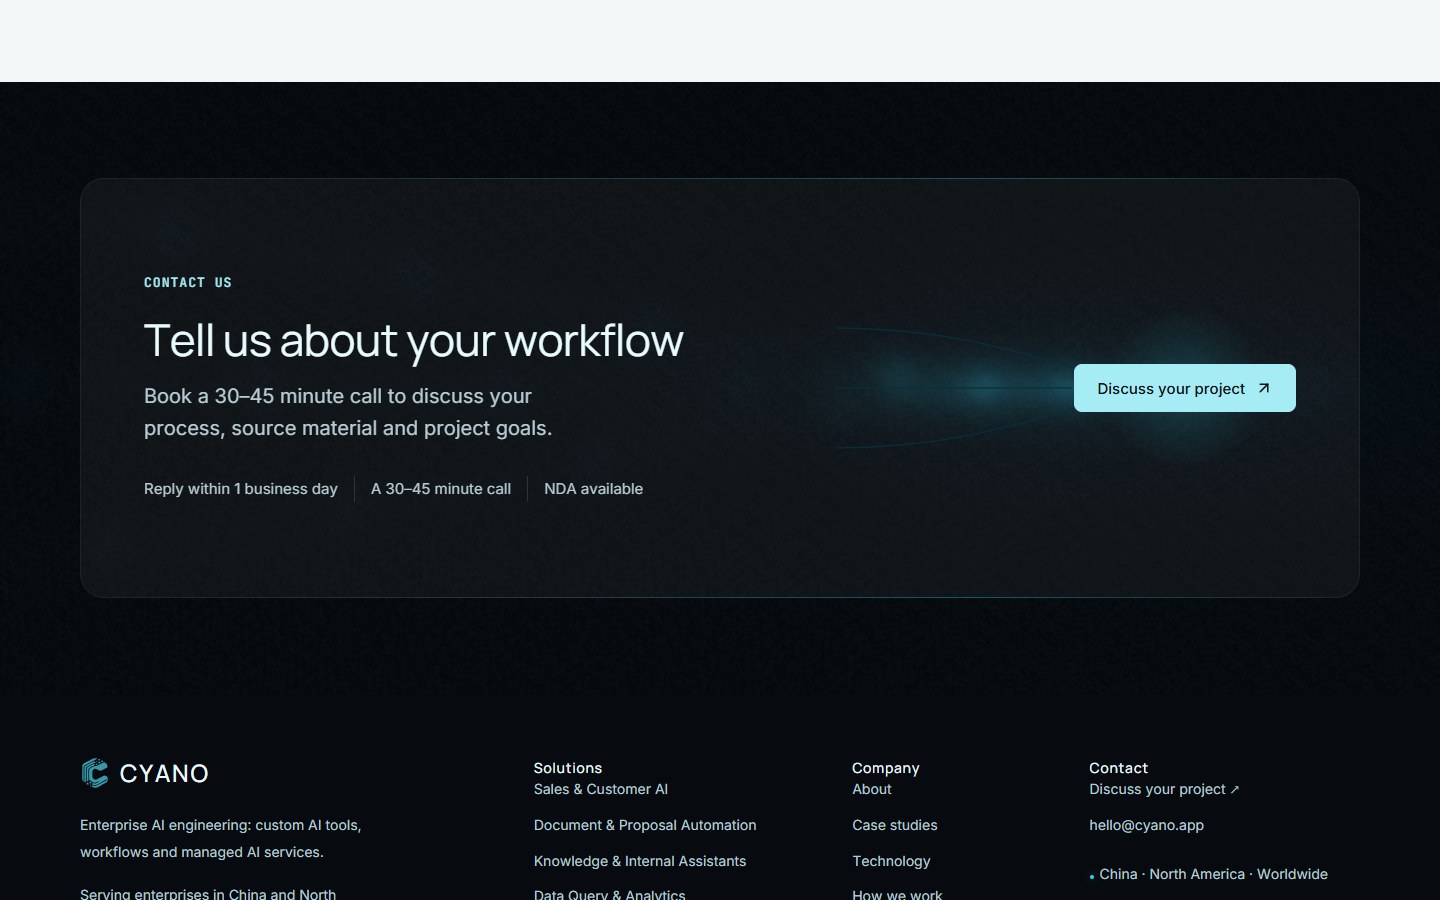 CONTACT US
Tell us about your workflow
Book a 30–45 minute call to discuss your
process, source material and project goals.
Reply within 1 business day
A 30–45 minute call
NDA available
Discuss your project ↗
CYANO
Enterprise AI engineering: custom AI tools,
workflows and managed AI services.
Serving enterprises in China and North
Solutions
Sales & Customer AI
Document & Proposal Automation
Knowledge & Internal Assistants
Data Query & Analytics
Company
About
Case studies
Technology
How we work
Contact
Discuss your project ↗
hello@cyano.app
China · North America · Worldwide